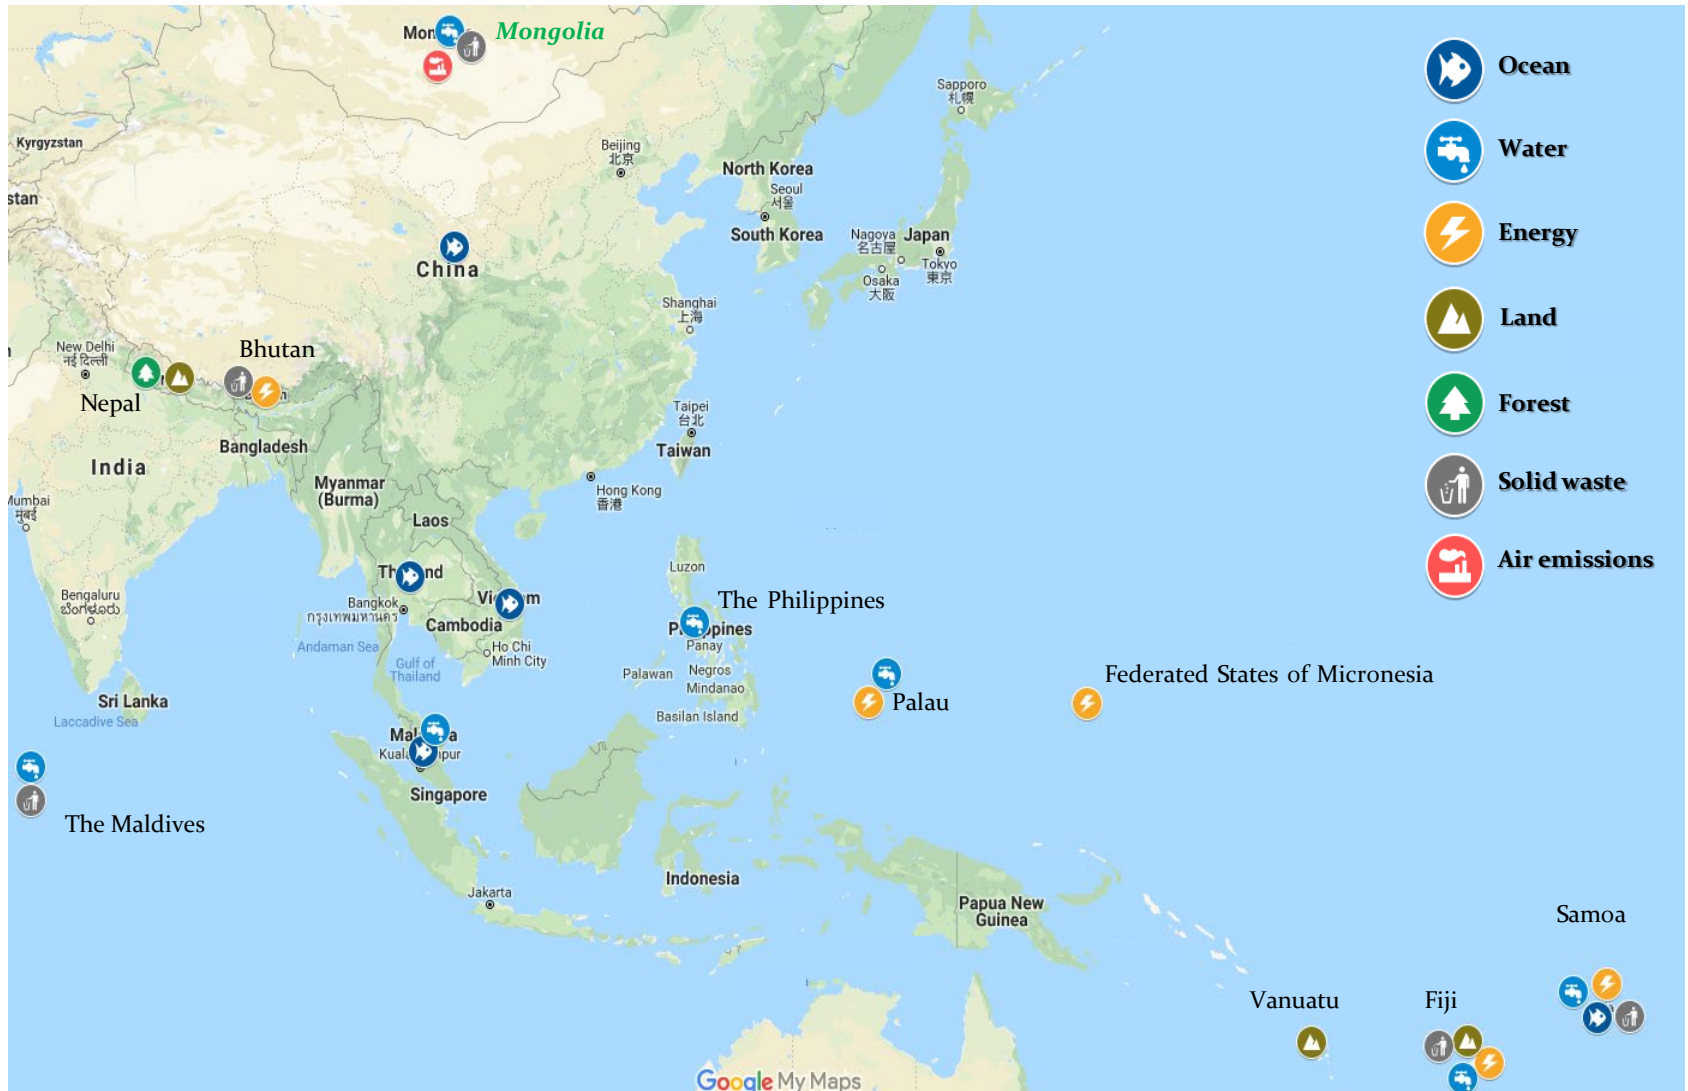 Mon
Mongolia
Ocean
Water
Energy
Land
Forest
Solid waste
Air emissions
Kyrgyzstan
stan
Beijing
北京
Sapporo
札幌
North Korea
Seoul
서울
South Korea
Nagoya
名古屋
Japan
Tokyo
東京
Osaka
大阪
China
Shanghai
上海
New Delhi
नई दिल्ली
Bhutan
Nepal
Taipei
台北
Taiwan
Bangladesh
India
Myanmar
(Burma)
Hong Kong
香港
Mumbai
मुंबई
Laos
Luzon
Bengaluru
ಬೆಂಗಳೂರು
Bangkok
กรุงเทพมหานคร
Cambodia
Ho Chi
Minh City
Andaman Sea
Gulf of
Thailand
The Philippines
Panay
Palawan
Negros
Mindanao
Basilan Island
Palau
Federated States of Micronesia
Sri Lanka
Laccadive Sea
Singapore
The Maldives
Indonesia
Jakarta
Papua New
Guinea
Samoa
Vanuatu
Fiji
Google My Maps